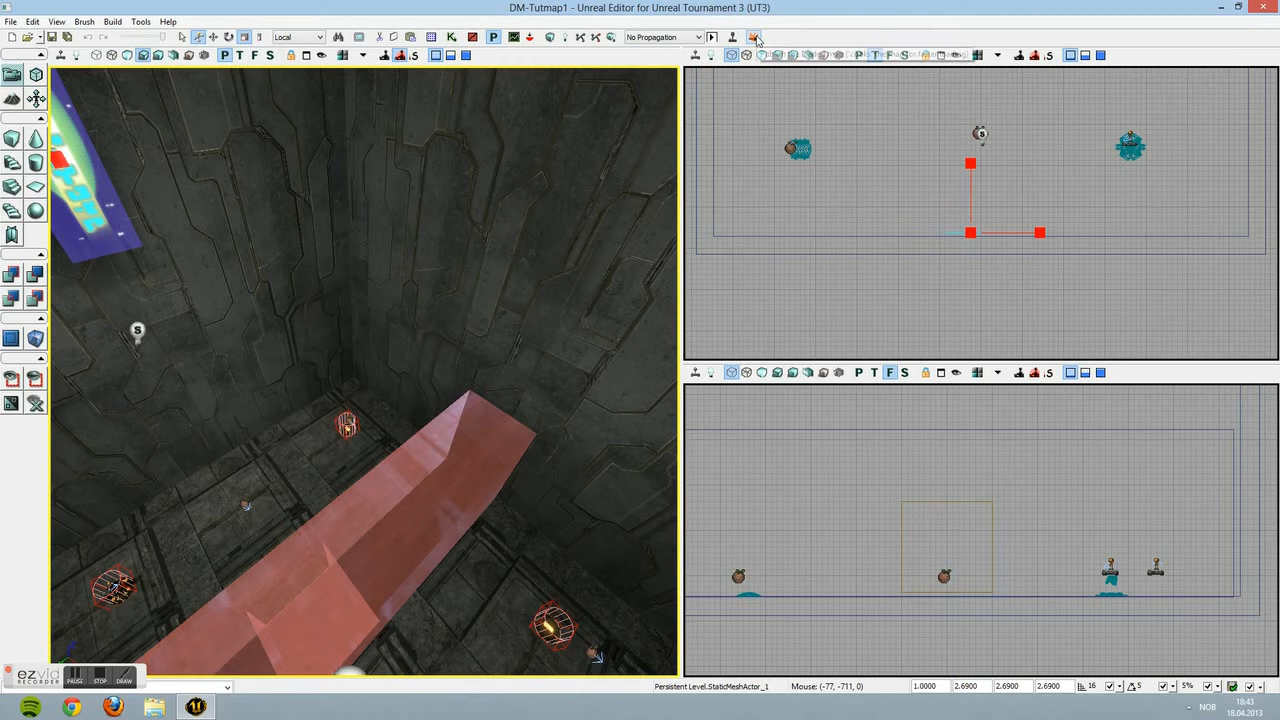 DM-Tutmap1 - Unreal Editor for Unreal Tournament 3 (UT3)
File Edit View Brush Build Tools Help
Local No Propagation
P T F S
P T F S
P T F S
S
S
ezvid
RECORDER
PAUSE STOP DRAW
Persistent Level.StaticMeshActor_1 Mouse: (-77, -711, 0) 1.0000 2.6900 2.6900 2.6900 16 5 5%
NOB
18:43
18.04.2013